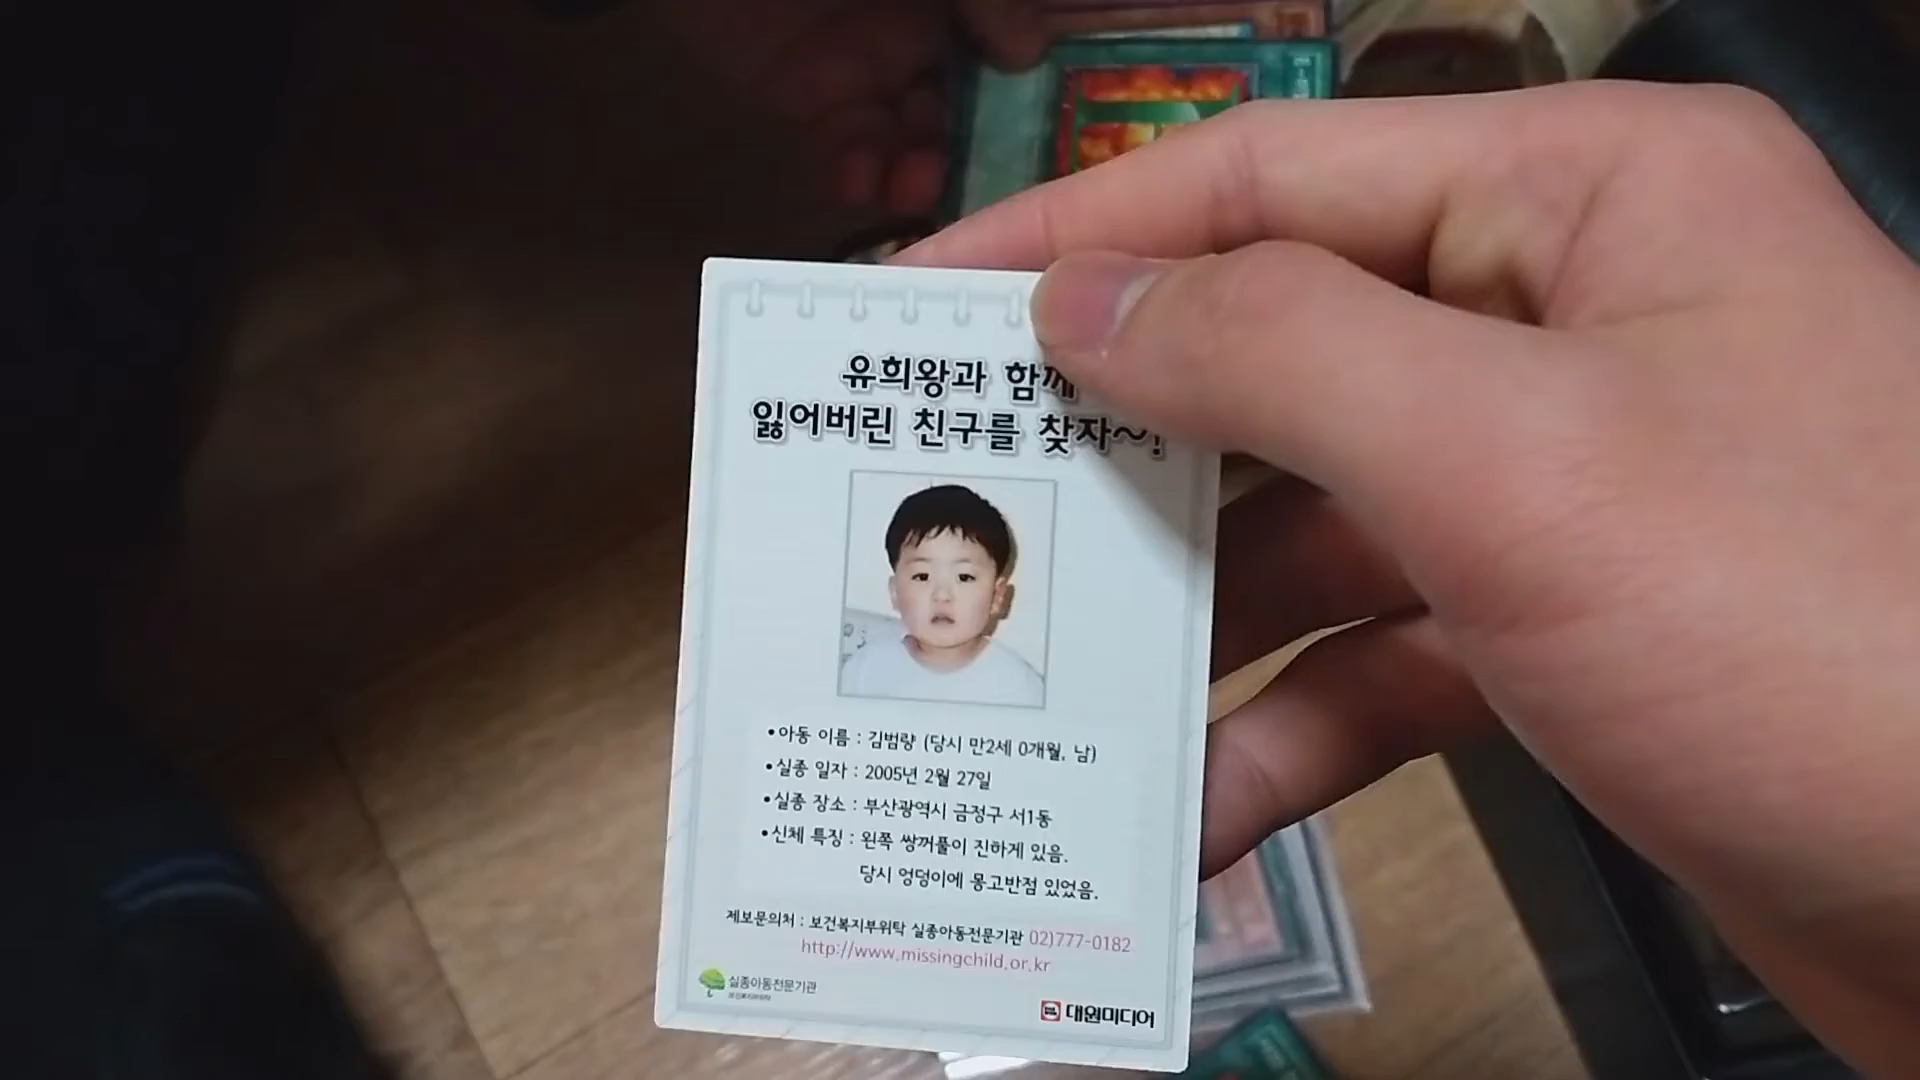 유희왕과 함께
잃어버린 친구를 찾자~!
•아동 이름 : 김범량 (당시 만2세 0개월, 남)
•실종 일자 : 2005년 2월 27일
•실종 장소 : 부산광역시 금정구 서1동
•신체 특징 : 왼쪽 쌍꺼풀이 진하게 있음.
당시 엉덩이에 몽고반점 있었음.
제보문의처 : 보건복지부위탁 실종아동전문기관 02)777-0182
http://www.missingchild.or.kr
실종아동전문기관
대원미디어